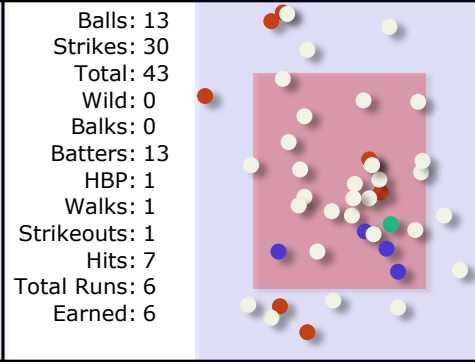 Balls: 13
Strikes: 30
Total: 43
Wild: 0
Balks: 0
Batters: 13
HBP: 1
Walks: 1
Strikeouts: 1
Hits: 7
Total Runs: 6
Earned: 6